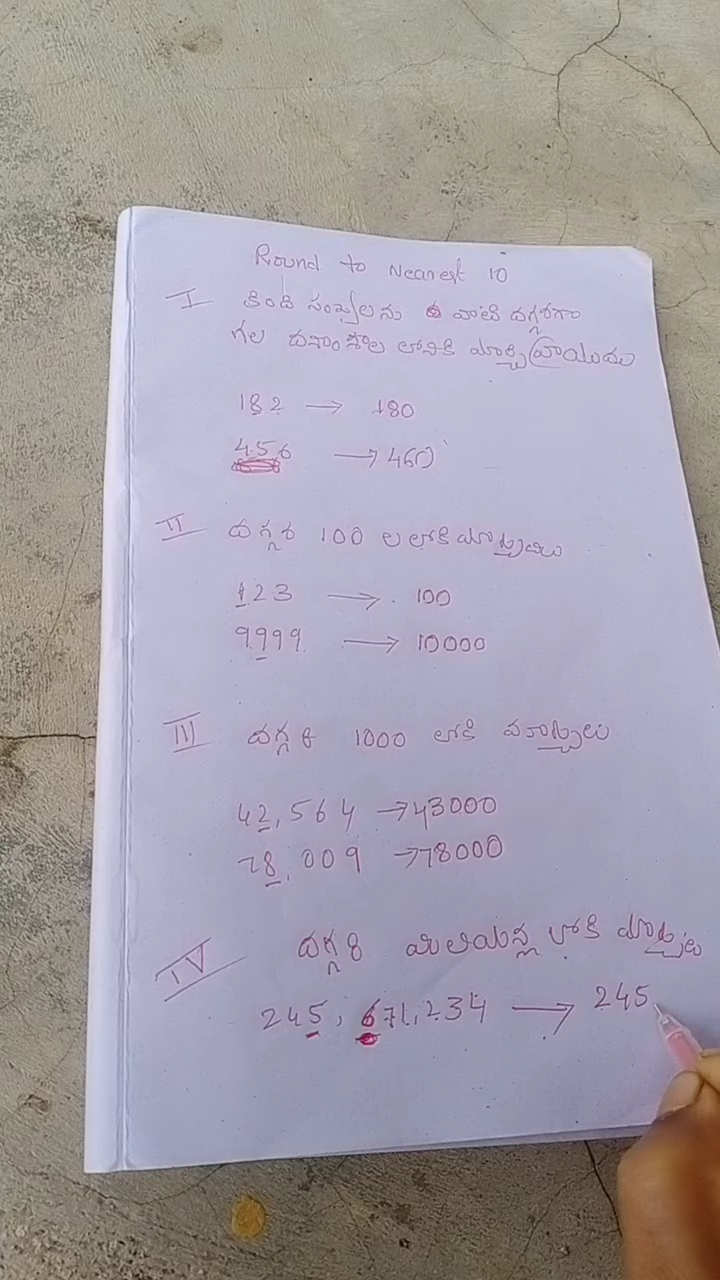 Round to Nearest 10
I కింది సంఖ్యలను వాటి దగ్గరగా
గల దశాంశాల లోనికి మార్చి వ్రాయుము
182 → 180
456 → 460
II దగ్గర 100 ల లోకి మార్చుటలు
123 → 100
9999 → 10000
III దగ్గర 1000 లోకి మార్చులు
42,564 → 43000
78,009 → 78000
IV దగ్గర మిలియన్ల లోకి మార్పులు
245,671,234 → 245